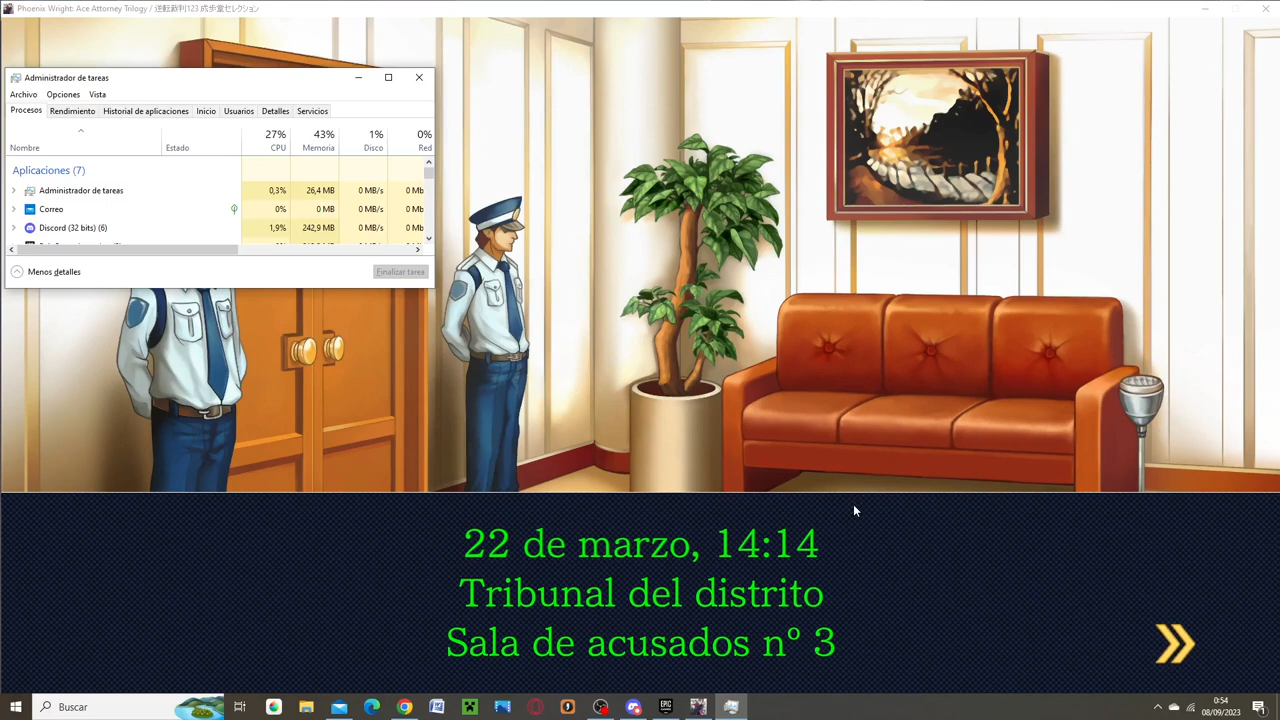 Phoenix Wright: Ace Attorney Trilogy / 逆転裁判123 成歩堂セレクション
Administrador de tareas
Archivo Opciones Vista
Procesos Rendimiento Historial de aplicaciones Inicio Usuarios Detalles Servicios
27% 43% 1% 0%
Nombre Estado CPU Memoria Disco Red
Aplicaciones (7)
Administrador de tareas 0,3% 26,4 MB 0 MB/s 0 Mb
Correo 0% 0 MB 0 MB/s 0 Mb
Discord (32 bits) (6) 1,9% 242,9 MB 0 MB/s 0 Mb
Menos detalles Finalizar tarea
22 de marzo, 14:14
Tribunal del distrito
Sala de acusados nº 3
Buscar
0:54
08/09/2023